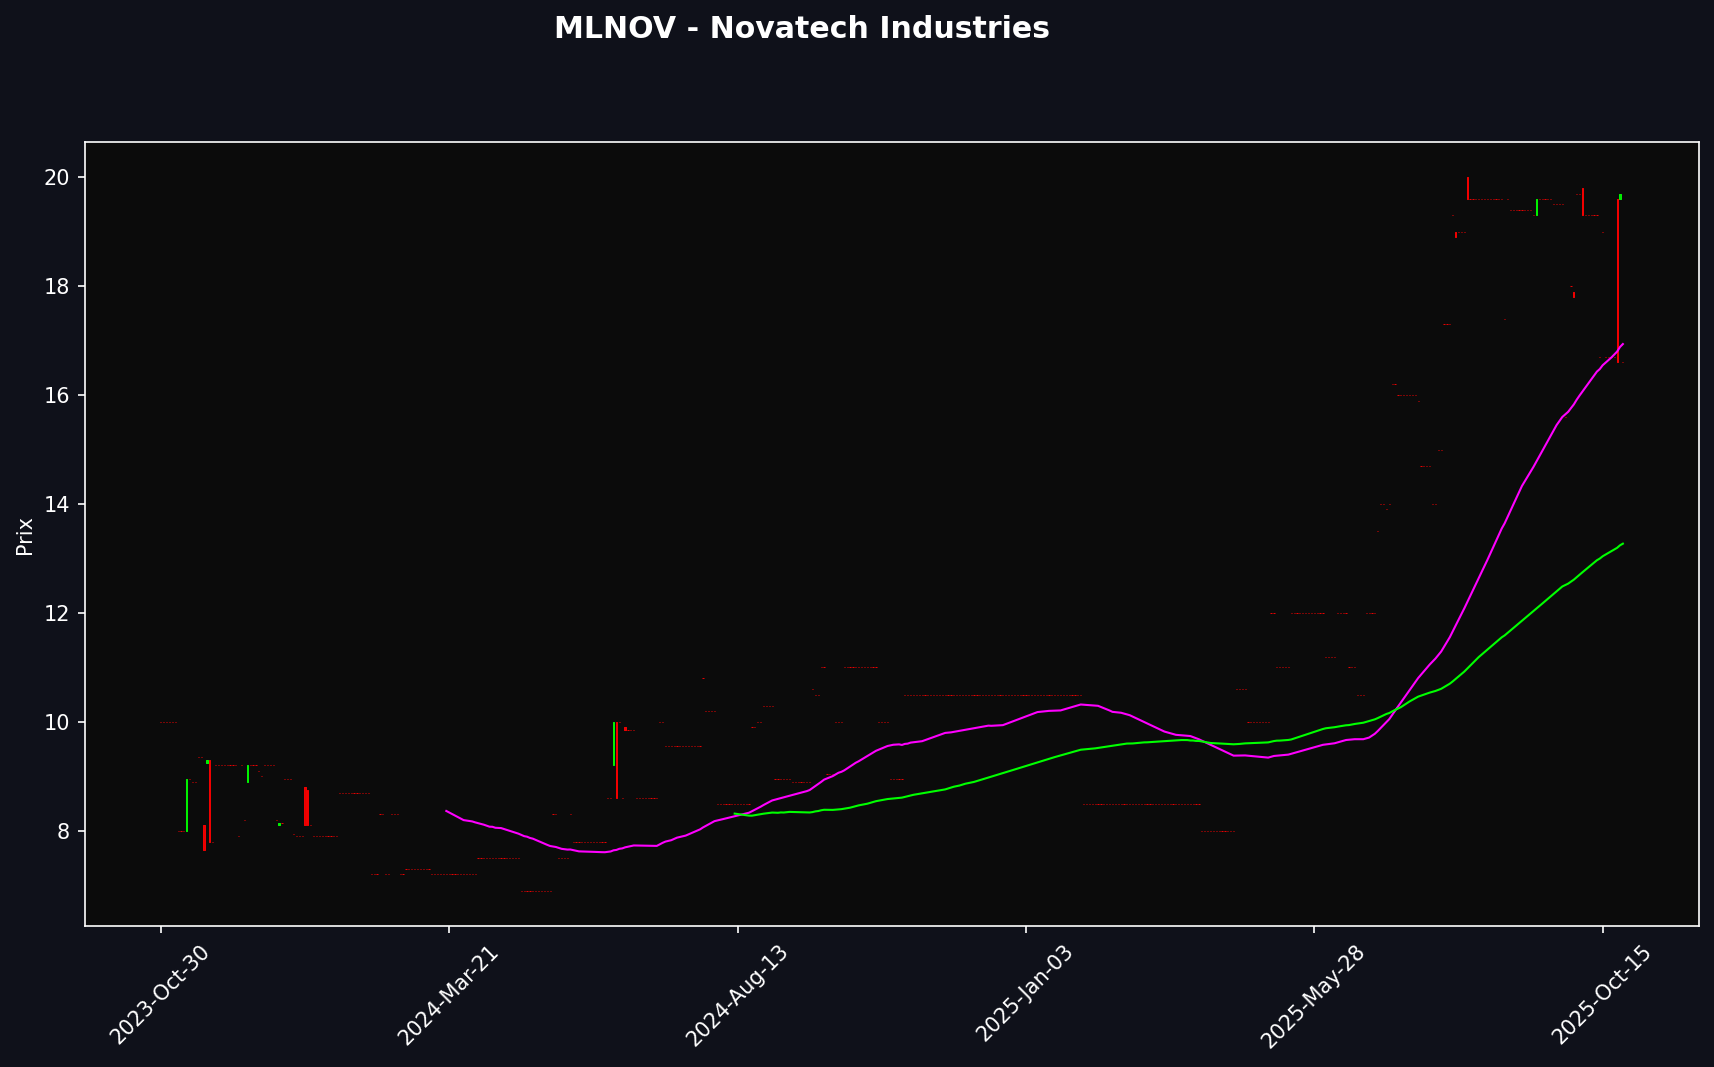 MLNOV - Novatech Industries
Prix
20
18
16
14
12
10
8
2023-Oct-30
2024-Mar-21
2024-Aug-13
2025-Jan-03
2025-May-28
2025-Oct-15